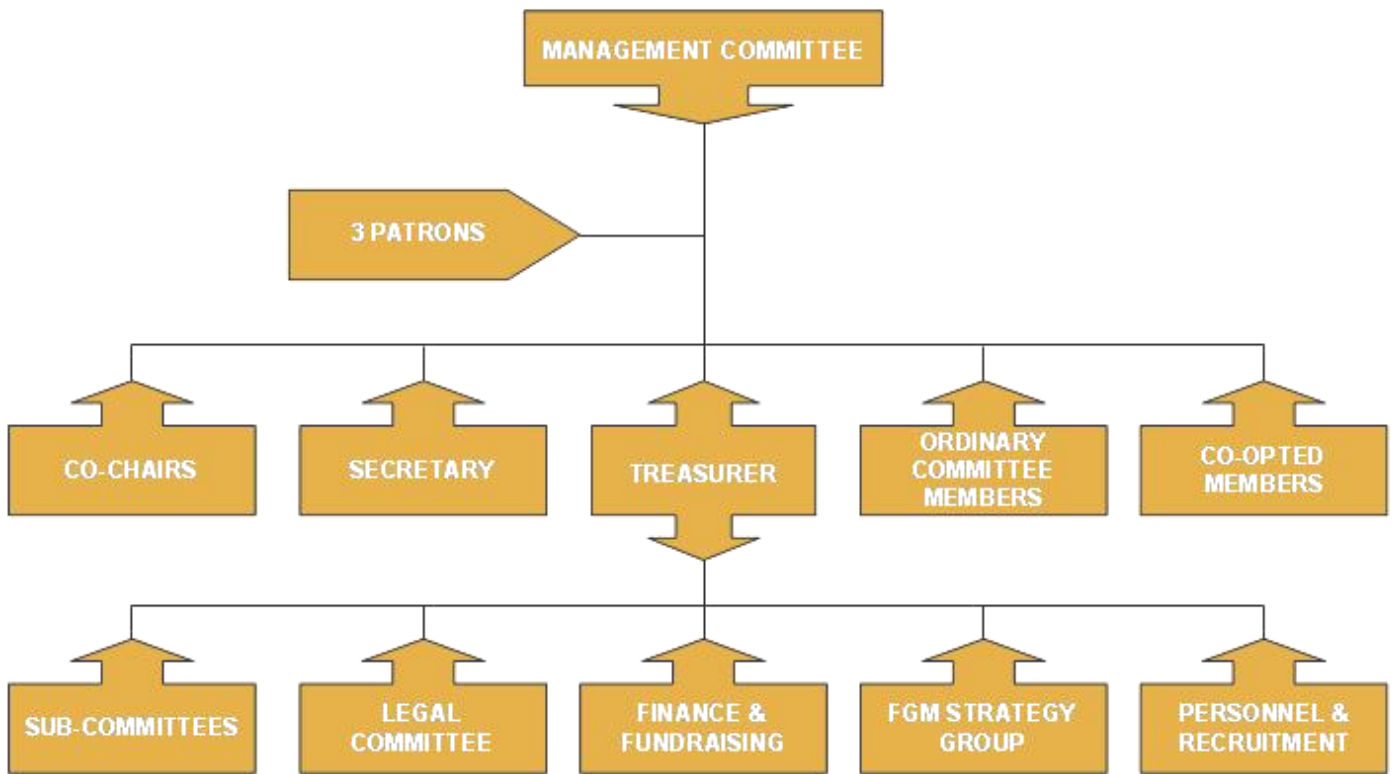 MANAGEMENT COMMITTEE
3 PATRONS
CO-CHAIRS
SECRETARY
TREASURER
ORDINARY
COMMITTEE
MEMBERS
CO-OPTED
MEMBERS
SUB-COMMITTEES
LEGAL
COMMITTEE
FINANCE &
FUNDRAISING
FGM STRATEGY
GROUP
PERSONNEL &
RECRUITMENT